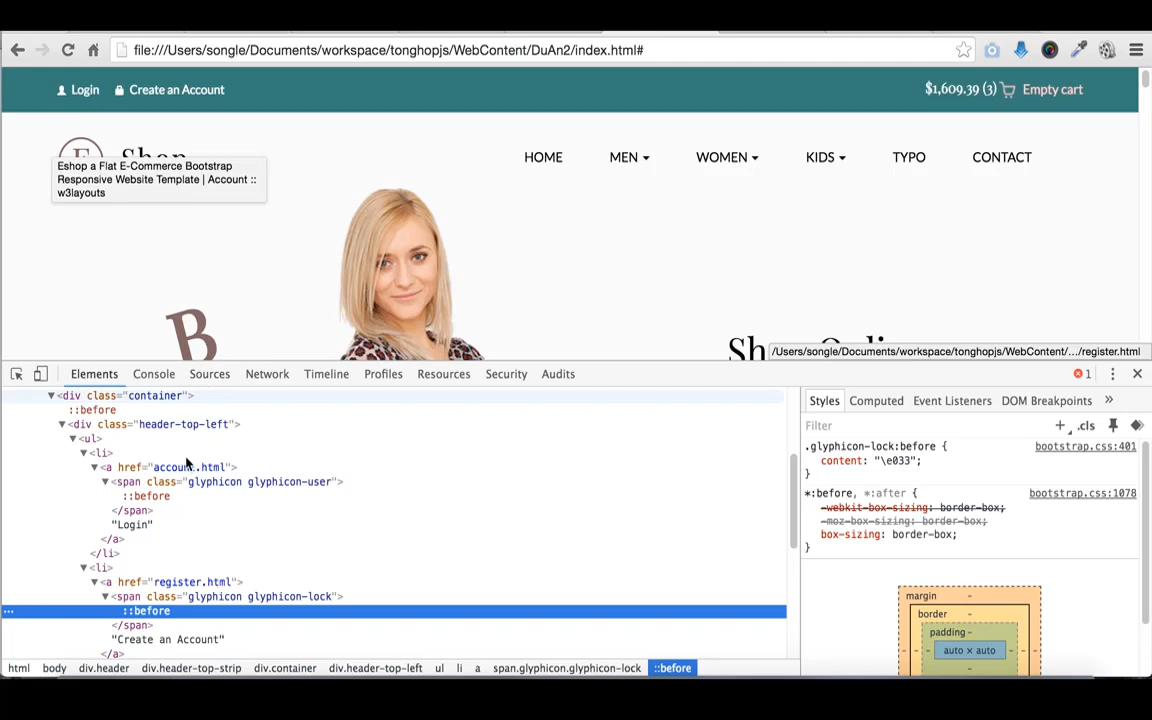 file:///Users/songle/Documents/workspace/tonghopjs/WebContent/DuAn2/index.html#
Login Create an Account $1,609.39 (3) Empty cart
E Shop HOME MEN WOMEN KIDS TYPO CONTACT
Eshop a Flat E-Commerce Bootstrap
Responsive Website Template | Account ::
w3layouts
B
Shop Online
/Users/songle/Documents/workspace/tonghopjs/WebContent/…/register.html
Elements Console Sources Network Timeline Profiles Resources Security Audits 1
<div class="container">
::before
<div class="header-top-left">
<ul>
<li>
<a href="account.html">
<span class="glyphicon glyphicon-user">
::before
</span>
"Login"
</a>
</li>
<li>
<a href="register.html">
<span class="glyphicon glyphicon-lock">
::before
</span>
"Create an Account"
</a>
html body div.header div.header-top-strip div.container div.header-top-left ul li a span.glyphicon.glyphicon-lock ::before
Styles Computed Event Listeners DOM Breakpoints »
Filter + .cls
.glyphicon-lock:before { bootstrap.css:401
content: "\e033";
}
*:before, *:after { bootstrap.css:1078
-webkit-box-sizing: border-box;
-moz-box-sizing: border-box;
box-sizing: border-box;
}
margin -
border -
padding -
- - - auto × auto - - -
-